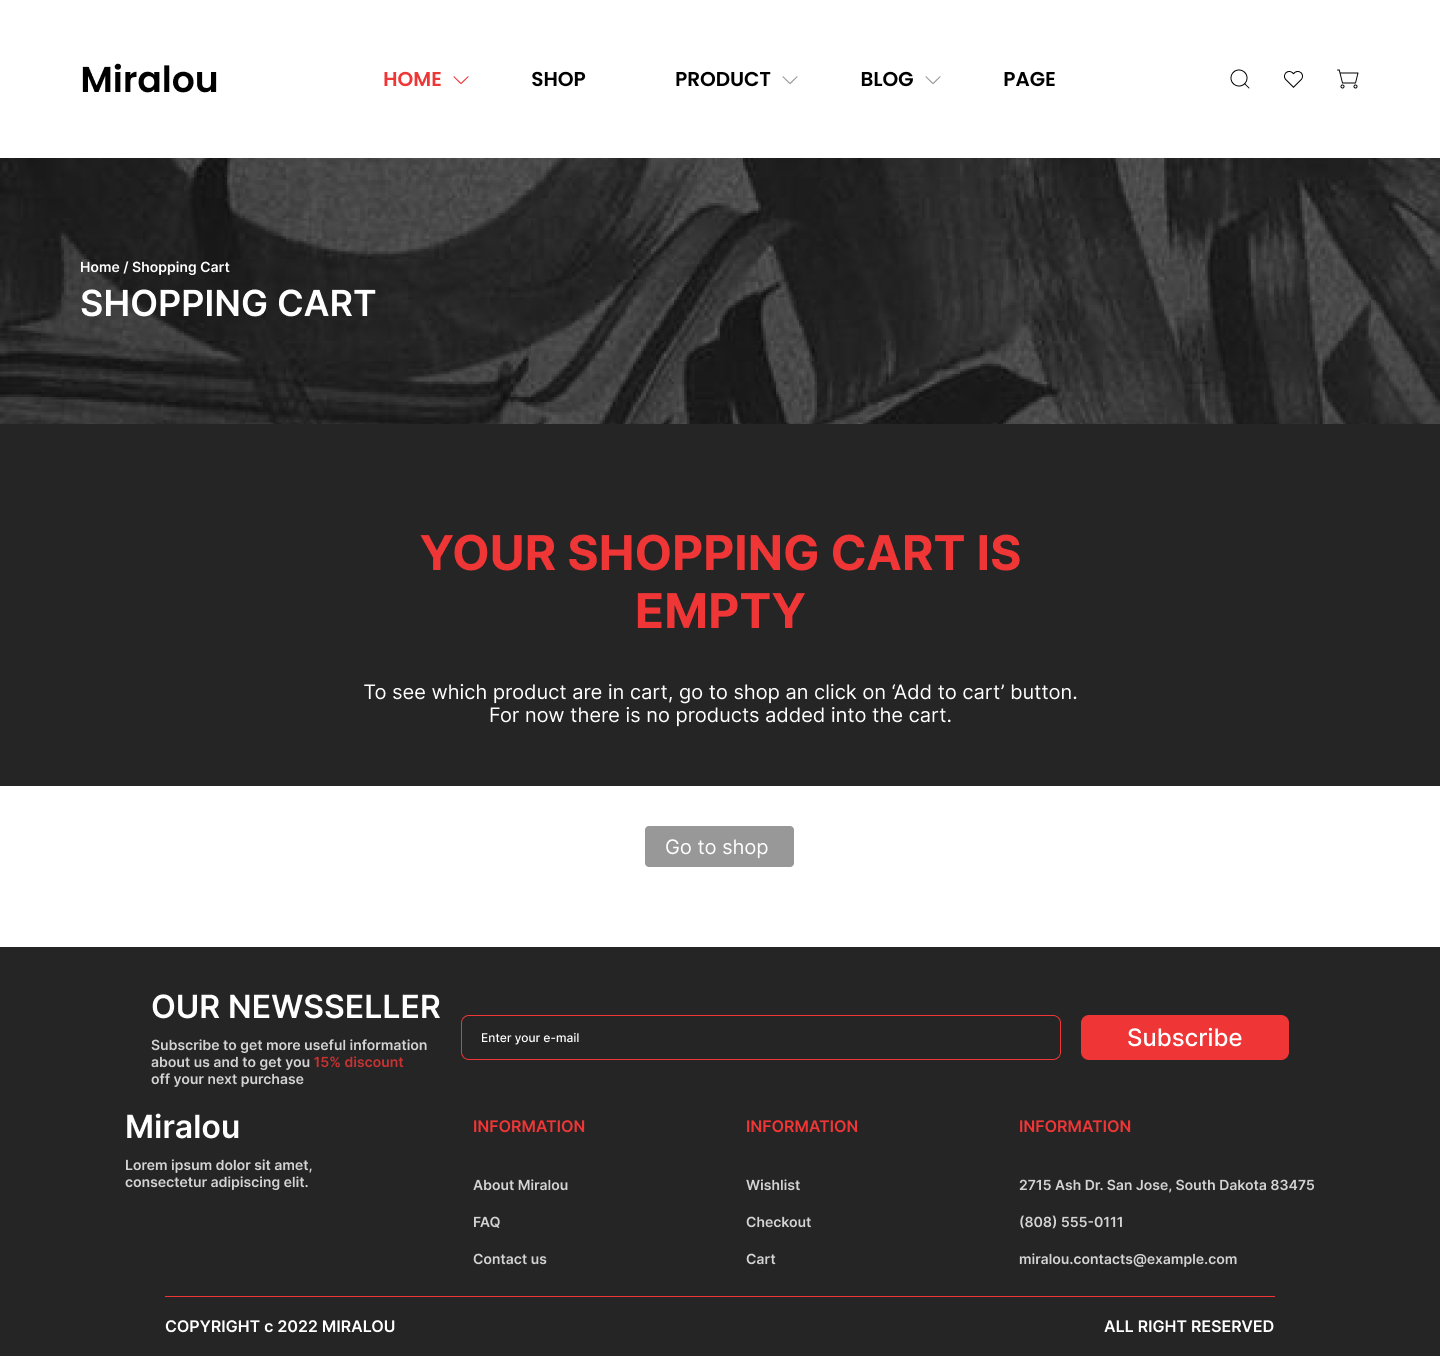 Miralou
HOME
SHOP
PRODUCT
BLOG
PAGE
Home / Shopping Cart
SHOPPING CART
YOUR SHOPPING CART IS
EMPTY
To see which product are in cart, go to shop an click on ‘Add to cart’ button.
For now there is no products added into the cart.
Go to shop
OUR NEWSSELLER
Subscribe to get more useful information
about us and to get you 15% discount
off your next purchase
Enter your e-mail
Subscribe
Miralou
Lorem ipsum dolor sit amet,
consectetur adipiscing elit.
INFORMATION
About Miralou
FAQ
Contact us
INFORMATION
Wishlist
Checkout
Cart
INFORMATION
2715 Ash Dr. San Jose, South Dakota 83475
(808) 555-0111
miralou.contacts@example.com
COPYRIGHT c 2022 MIRALOU
ALL RIGHT RESERVED